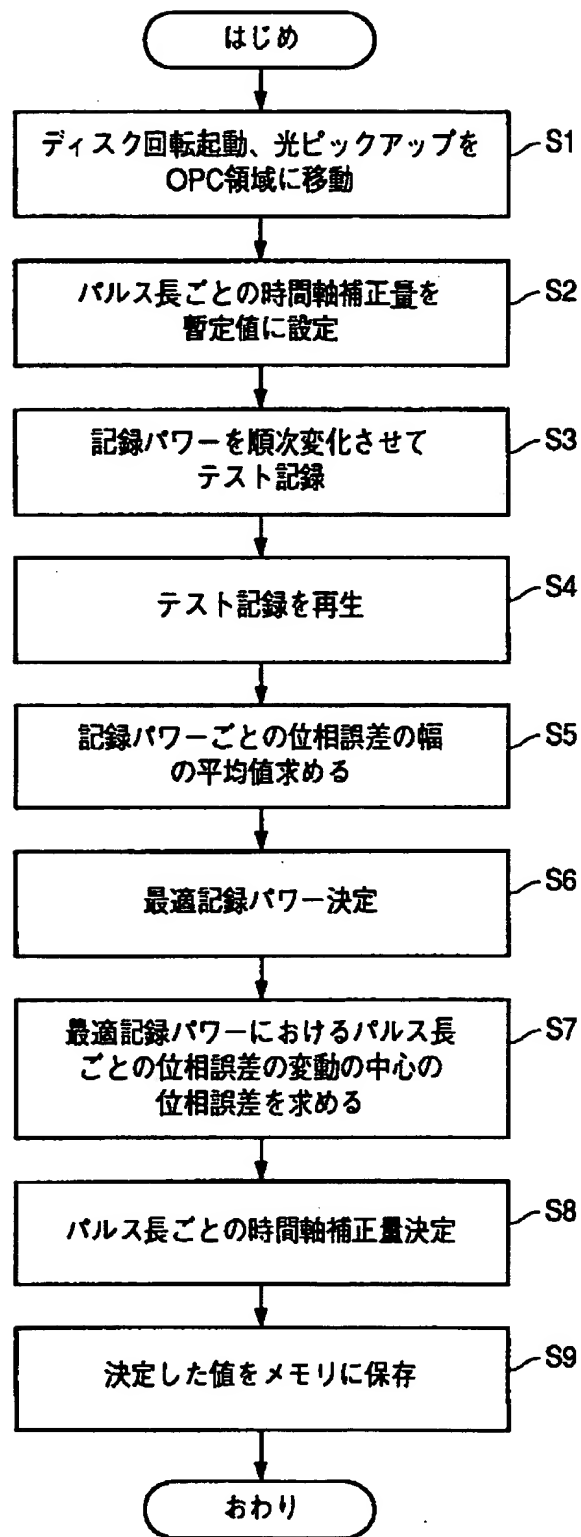 はじめ
ディスク回転起動、光ピックアップを
OPC領域に移動
S1
パルス長ごとの時間軸補正量を
暫定値に設定
S2
記録パワーを順次変化させて
テスト記録
S3
テスト記録を再生
S4
記録パワーごとの位相誤差の幅
の平均値求める
S5
最適記録パワー決定
S6
最適記録パワーにおけるパルス長
ごとの位相誤差の変動の中心の
位相誤差を求める
S7
パルス長ごとの時間軸補正量決定
S8
決定した値をメモリに保存
S9
おわり